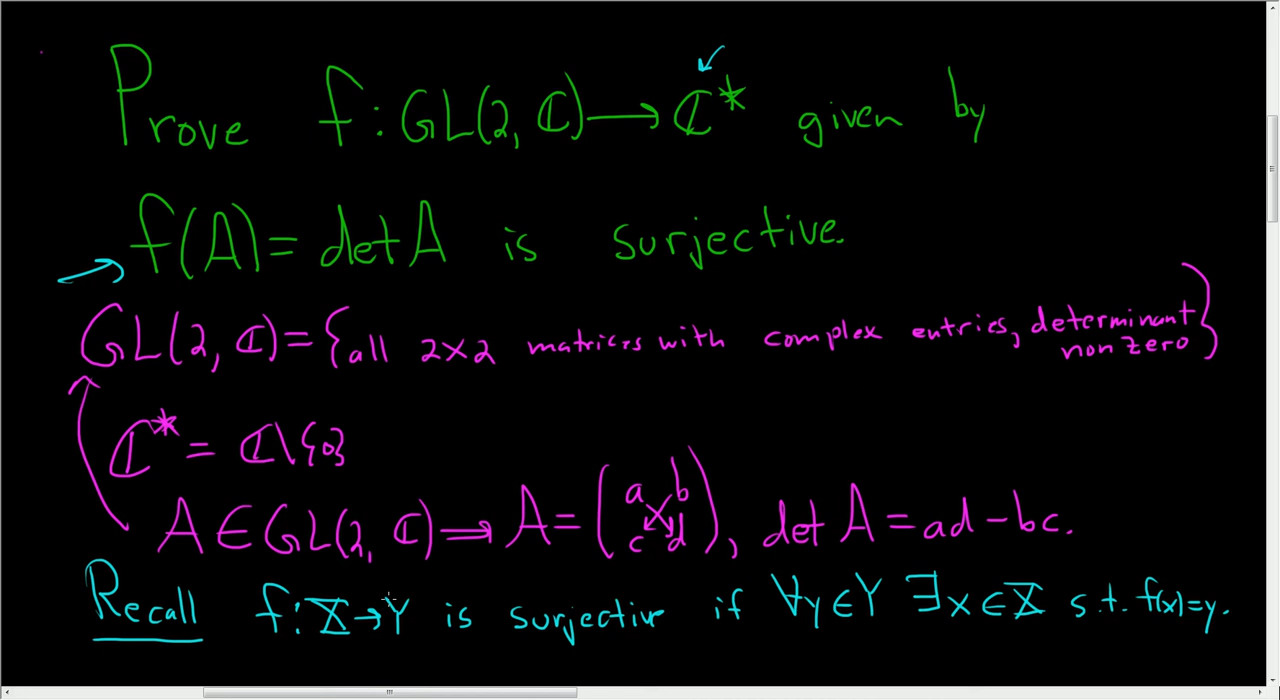 Prove f: GL(2, ℂ) ⟶ ℂ* given by
f(A) = det A is surjective.
GL(2, ℂ) = {all 2x2 matrices with complex entries, determinant nonzero}
ℂ* = ℂ\{0}
A ∈ GL(2, ℂ) ⟶ A = (a b c d), det A = ad - bc.
Recall f: X → Y is surjective if ∀y ∈ Y ∃x ∈ X s.t. f(x) = y.